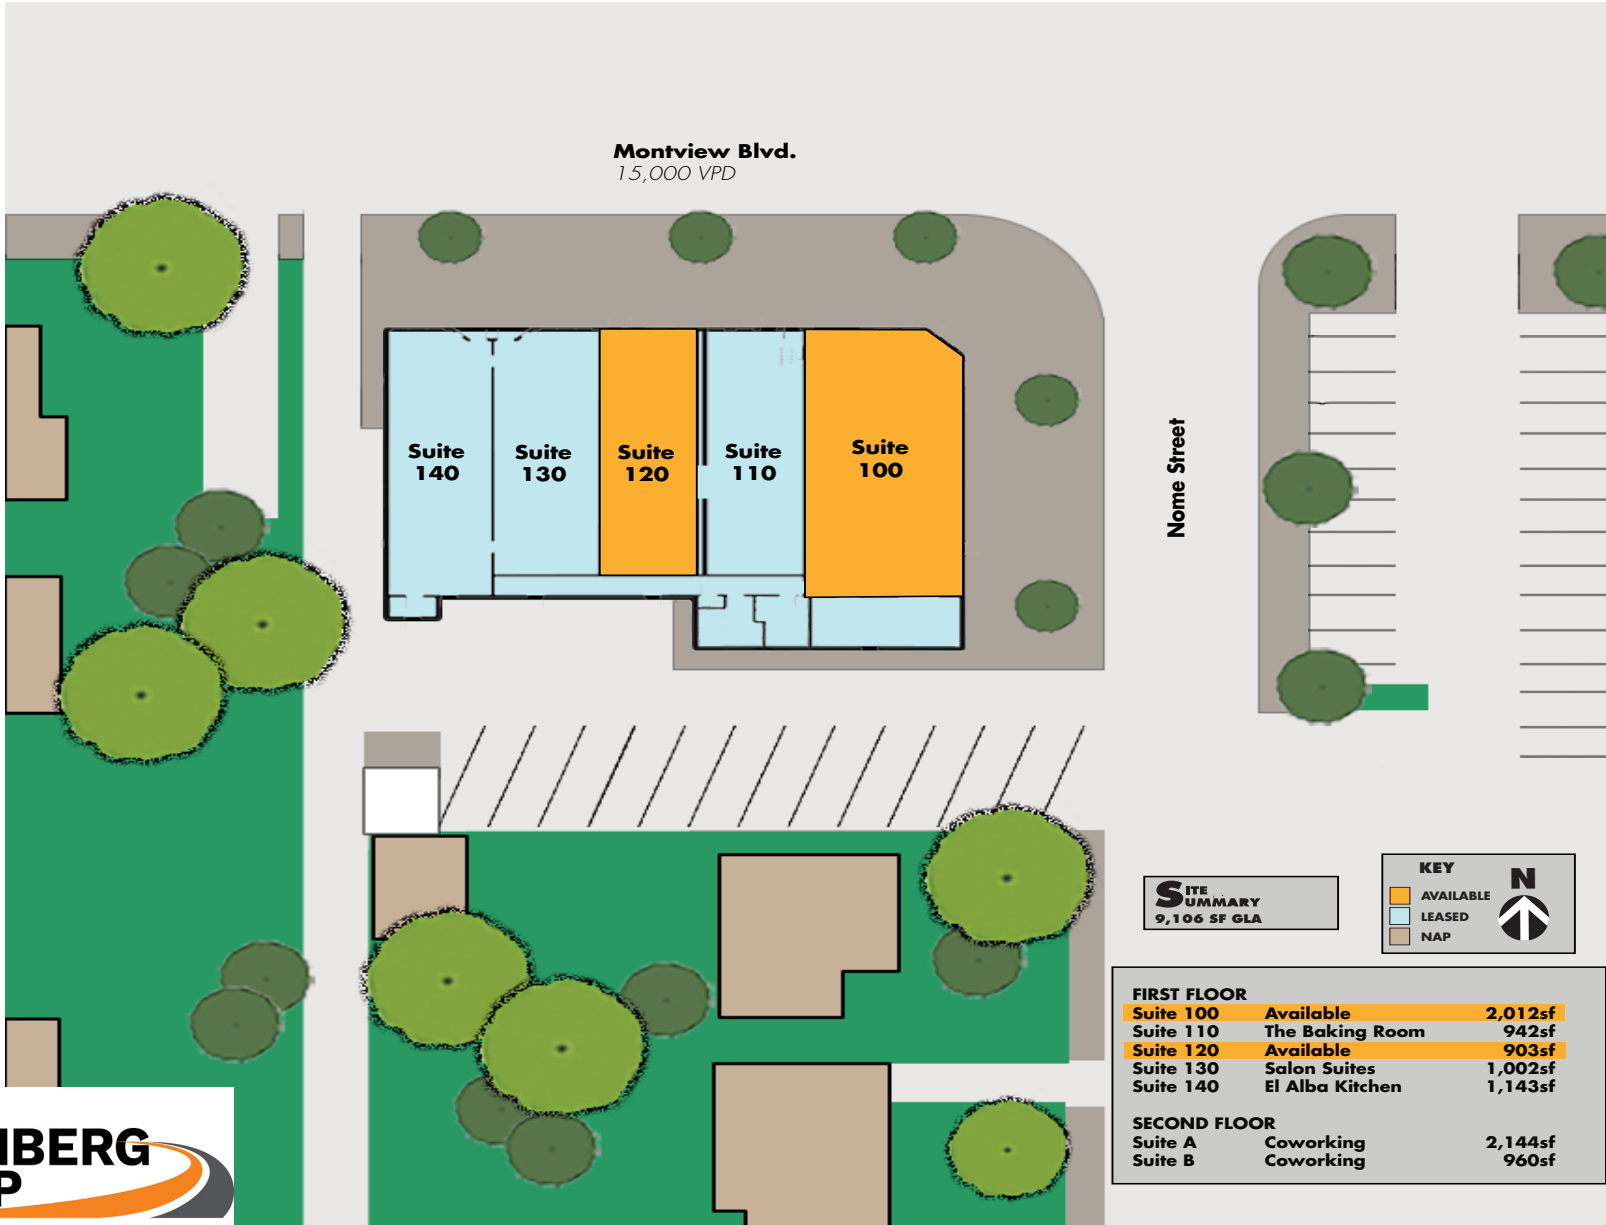 Montview Blvd.
15,000 VPD
Suite 140
Suite 130
Suite 120
Suite 110
Suite 100
Nome Street
SITE SUMMARY
9,106 SF GLA
KEY
AVAILABLE
LEASED
NAP
N
FIRST FLOOR
Suite 100 Available 2,012sf
Suite 110 The Baking Room 942sf
Suite 120 Available 903sf
Suite 130 Salon Suites 1,002sf
Suite 140 El Alba Kitchen 1,143sf
SECOND FLOOR
Suite A Coworking 2,144sf
Suite B Coworking 960sf